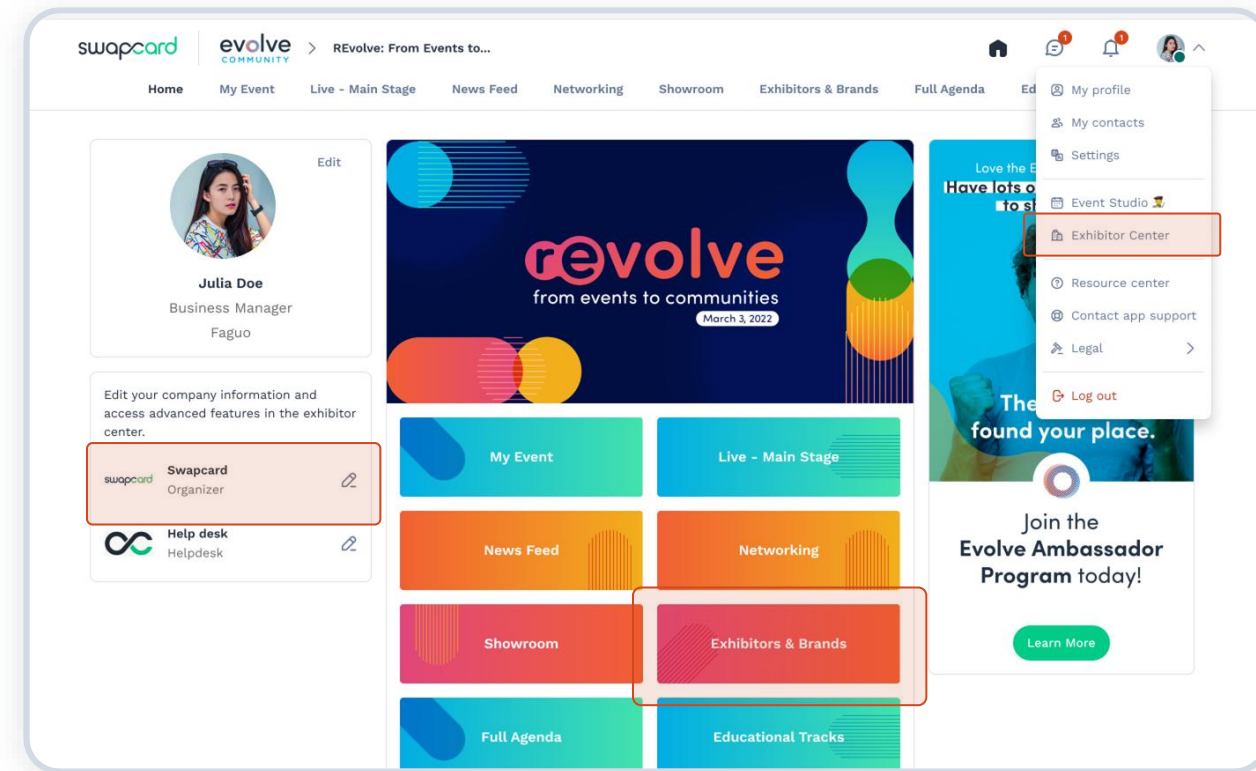 swapcard
evolve
COMMUNITY
> REvolve: From Events to...
1
1
Home My Event Live - Main Stage News Feed Networking Showroom Exhibitors & Brands Full Agenda Ed
My profile
My contacts
Settings
Event Studio
Exhibitor Center
Resource center
Contact app support
Legal
Log out
Edit
Julia Doe
Business Manager
Faguo
Edit your company information and
access advanced features in the exhibitor
center.
swapcard
Swapcard
Organizer
Help desk
Helpdesk
revolve
from events to communities
March 3, 2022
My Event
Live - Main Stage
News Feed
Networking
Showroom
Exhibitors & Brands
Full Agenda
Educational Tracks
Love the E
Have lots o
to sh
The
found your place.
Join the
Evolve Ambassador
Program today!
Learn More